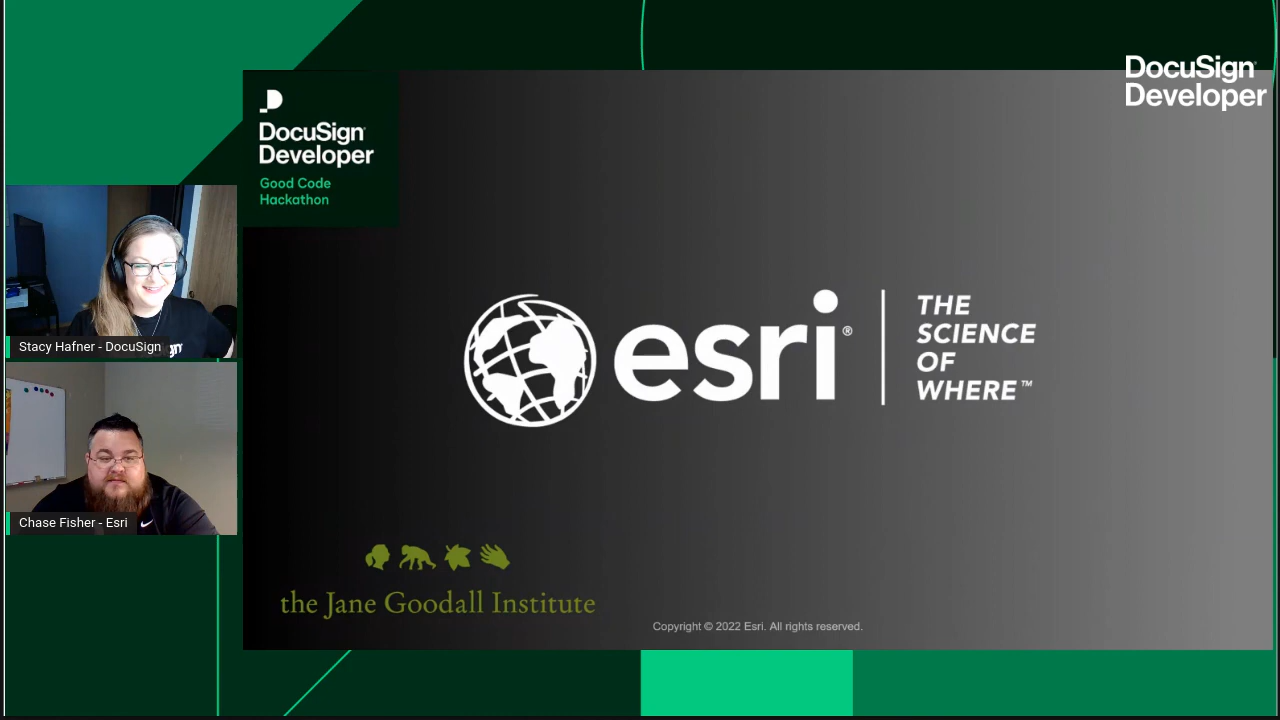 DocuSign
Developer
DocuSign
Developer
Good Code
Hackathon
esri®
THE
SCIENCE
OF
WHERE™
Stacy Hafner - DocuSign
Chase Fisher - Esri
the Jane Goodall Institute
Copyright © 2022 Esri. All rights reserved.